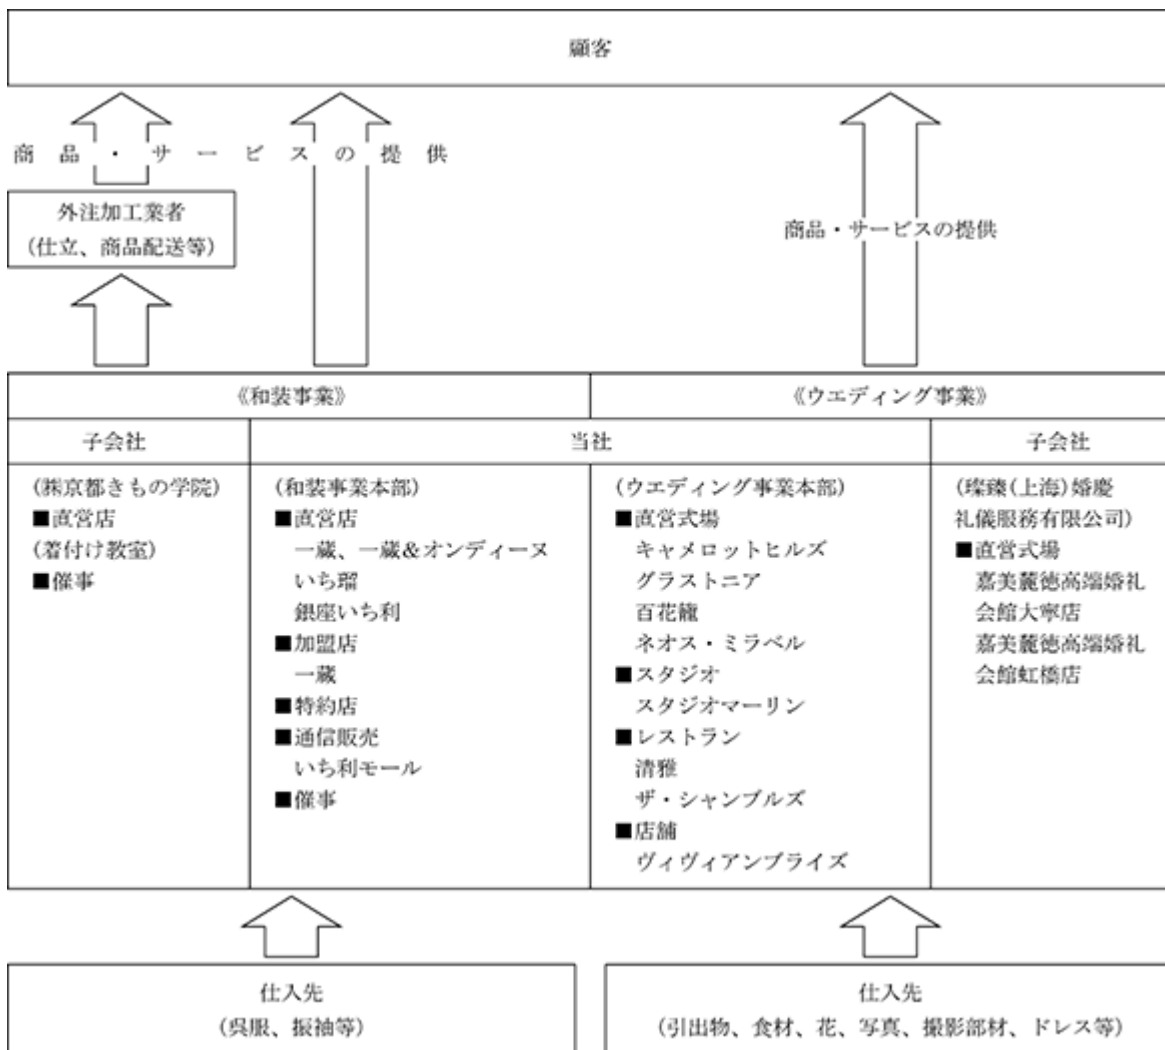 顧客
商品・サービスの提供
外注加工業者
(仕立、商品配送等)
商品・サービスの提供
《和装事業》
《ウエディング事業》
子会社
当社
子会社
(㈱京都きもの学院)
■直営店
(着付け教室)
■催事
(和装事業本部)
■直営店
一蔵、一蔵＆オンディーヌ
いち瑠
銀座いち利
■加盟店
一蔵
■特約店
■通信販売
いち利モール
■催事
(ウエディング事業本部)
■直営式場
キャメロットヒルズ
グラストニア
百花籠
ネオス・ミラベル
■スタジオ
スタジオマーリン
■レストラン
清雅
ザ・シャンブルズ
■店舗
ヴィヴィアンブライズ
(璨臻(上海)婚慶
礼儀服務有限公司)
■直営式場
嘉美麓徳高端婚礼
会館大寧店
嘉美麓徳高端婚礼
会館虹橋店
仕入先
(呉服、振袖等)
仕入先
(引出物、食材、花、写真、撮影部材、ドレス等)